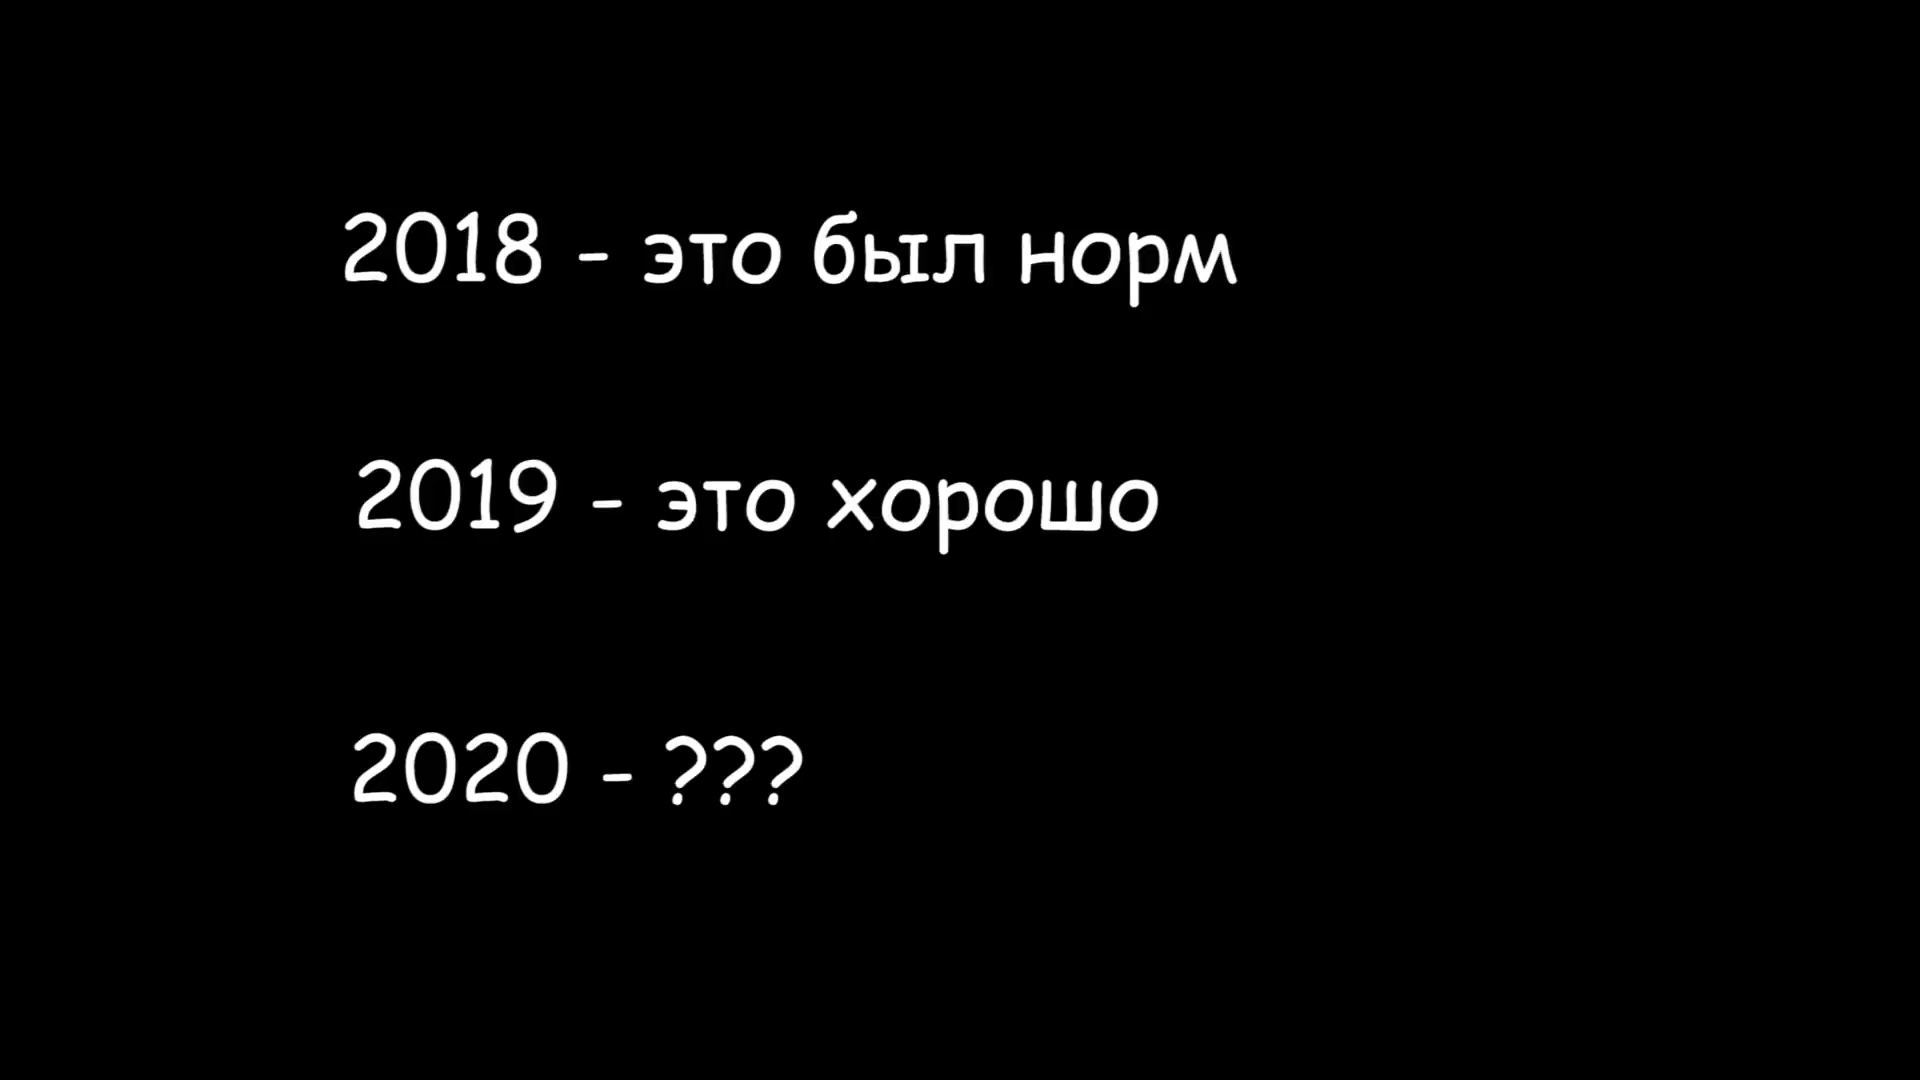 2018 - это был норм
2019 - это хорошо
2020 - ???